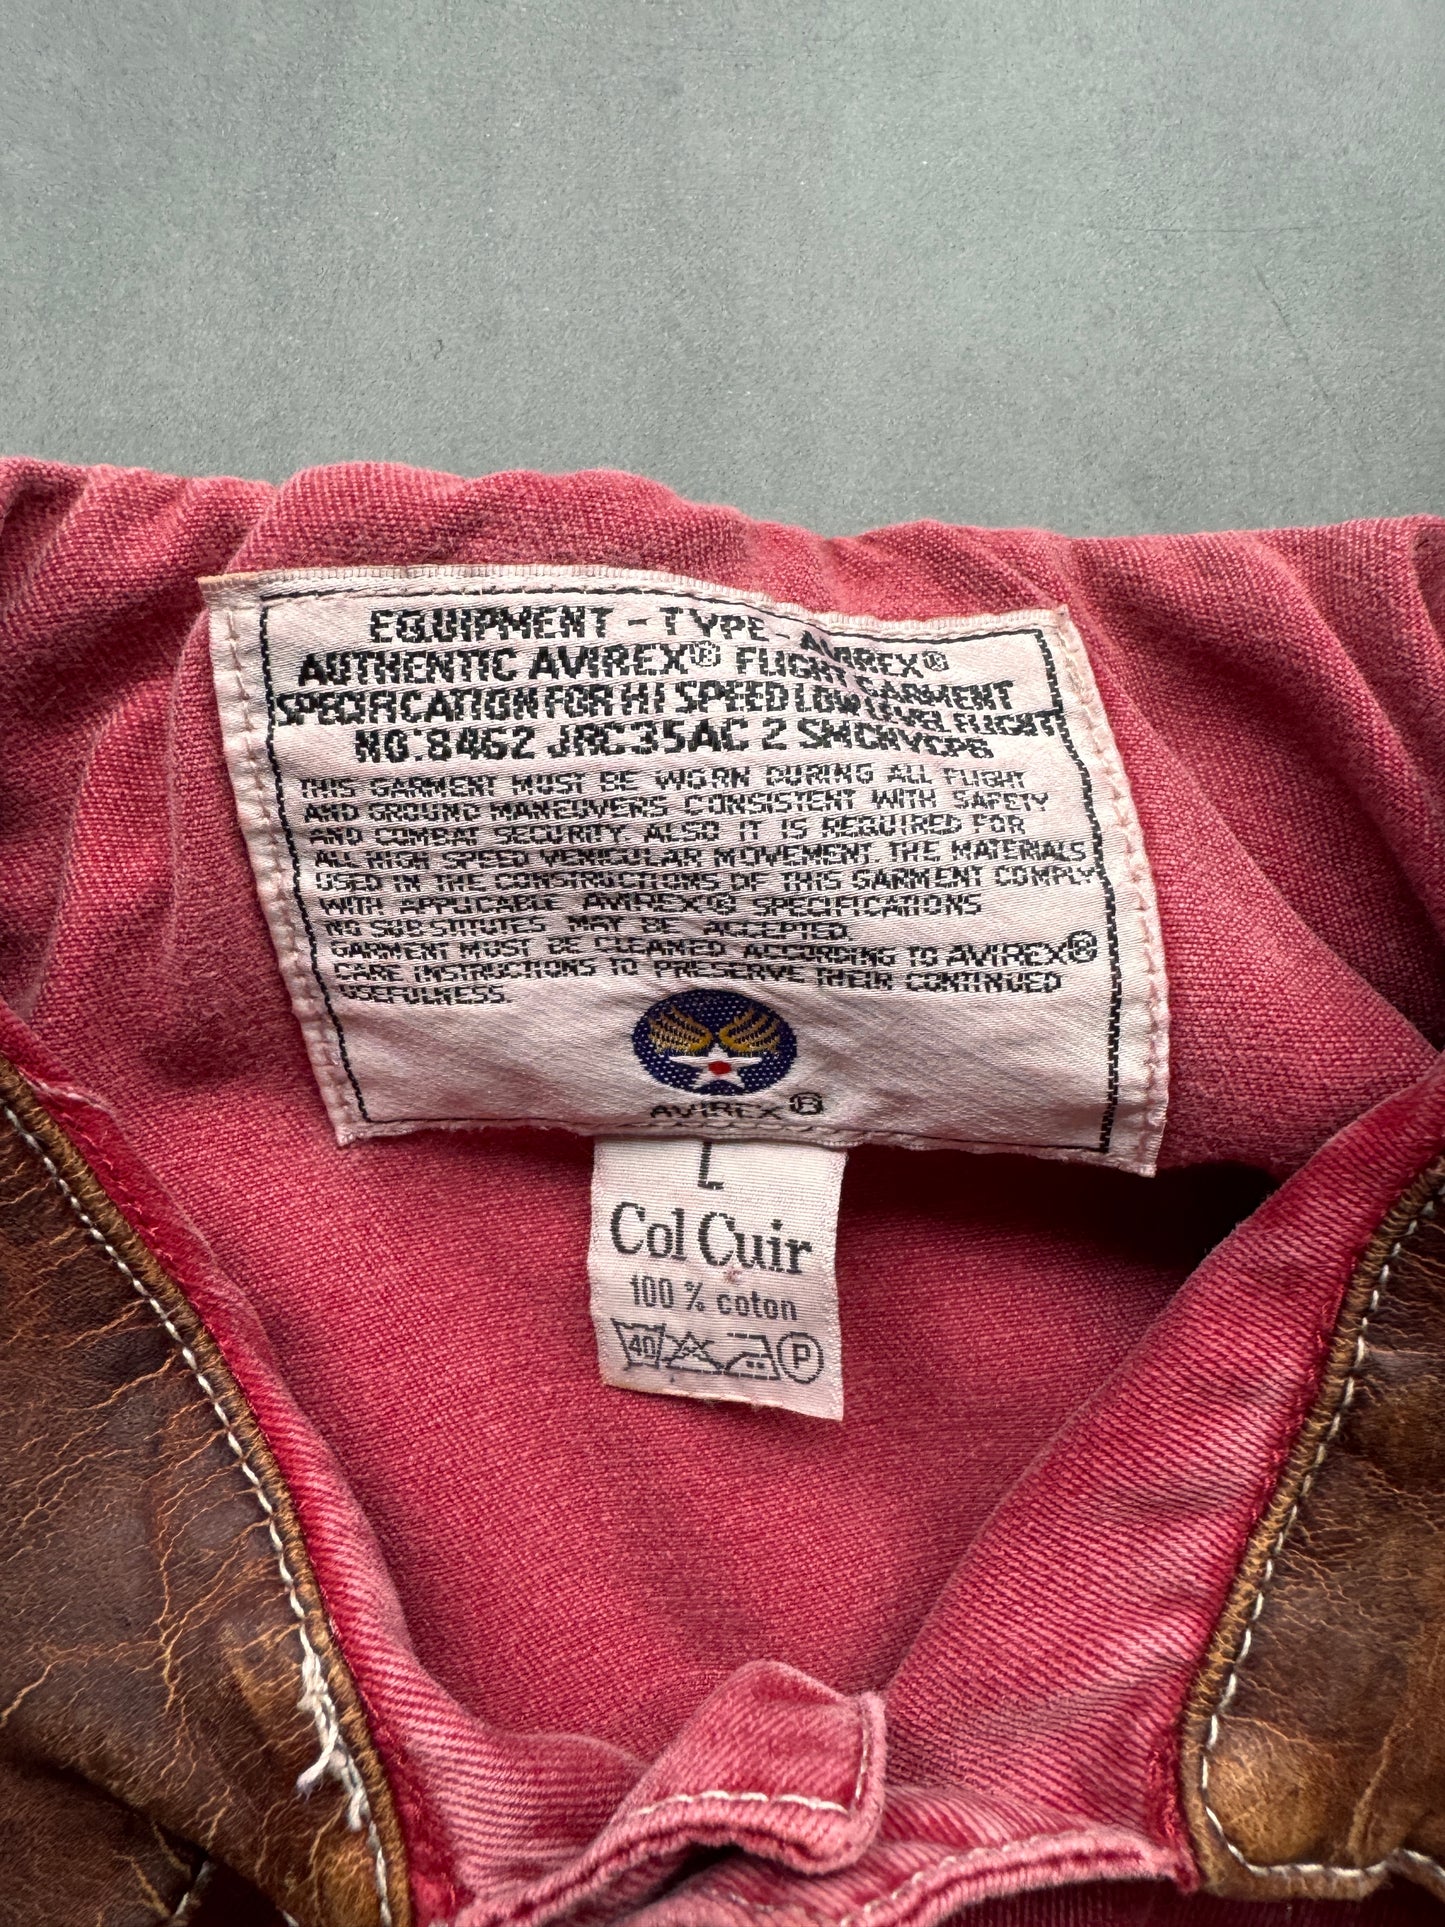 EQUIPMENT - TYPE - AVIREX®
AUTHENTIC AVIREX® FLIGHT GARMENT
SPECIFICATION FOR HI SPEED LOW LEVEL FLIGHT
NO.8462 JRC35AC 2 SMCHYCP6
THIS GARMENT MUST BE WORN DURING ALL FLIGHT
AND GROUND MANEUVERS CONSISTENT WITH SAFETY
AND COMBAT SECURITY. ALSO IT IS REQUIRED FOR
ALL HIGH SPEED VEHICULAR MOVEMENT. THE MATERIALS
USED IN THE CONSTRUCTIONS OF THIS GARMENT COMPLY
WITH APPLICABLE AVIREX® SPECIFICATIONS
NO SUBSTITUTES MAY BE ACCEPTED.
GARMENT MUST BE CLEANED ACCORDING TO AVIREX®
CARE INSTRUCTIONS TO PRESERVE THEIR CONTINUED
USEFULNESS.
AVIREX®
L
Col Cuir
100 % coton
40 P